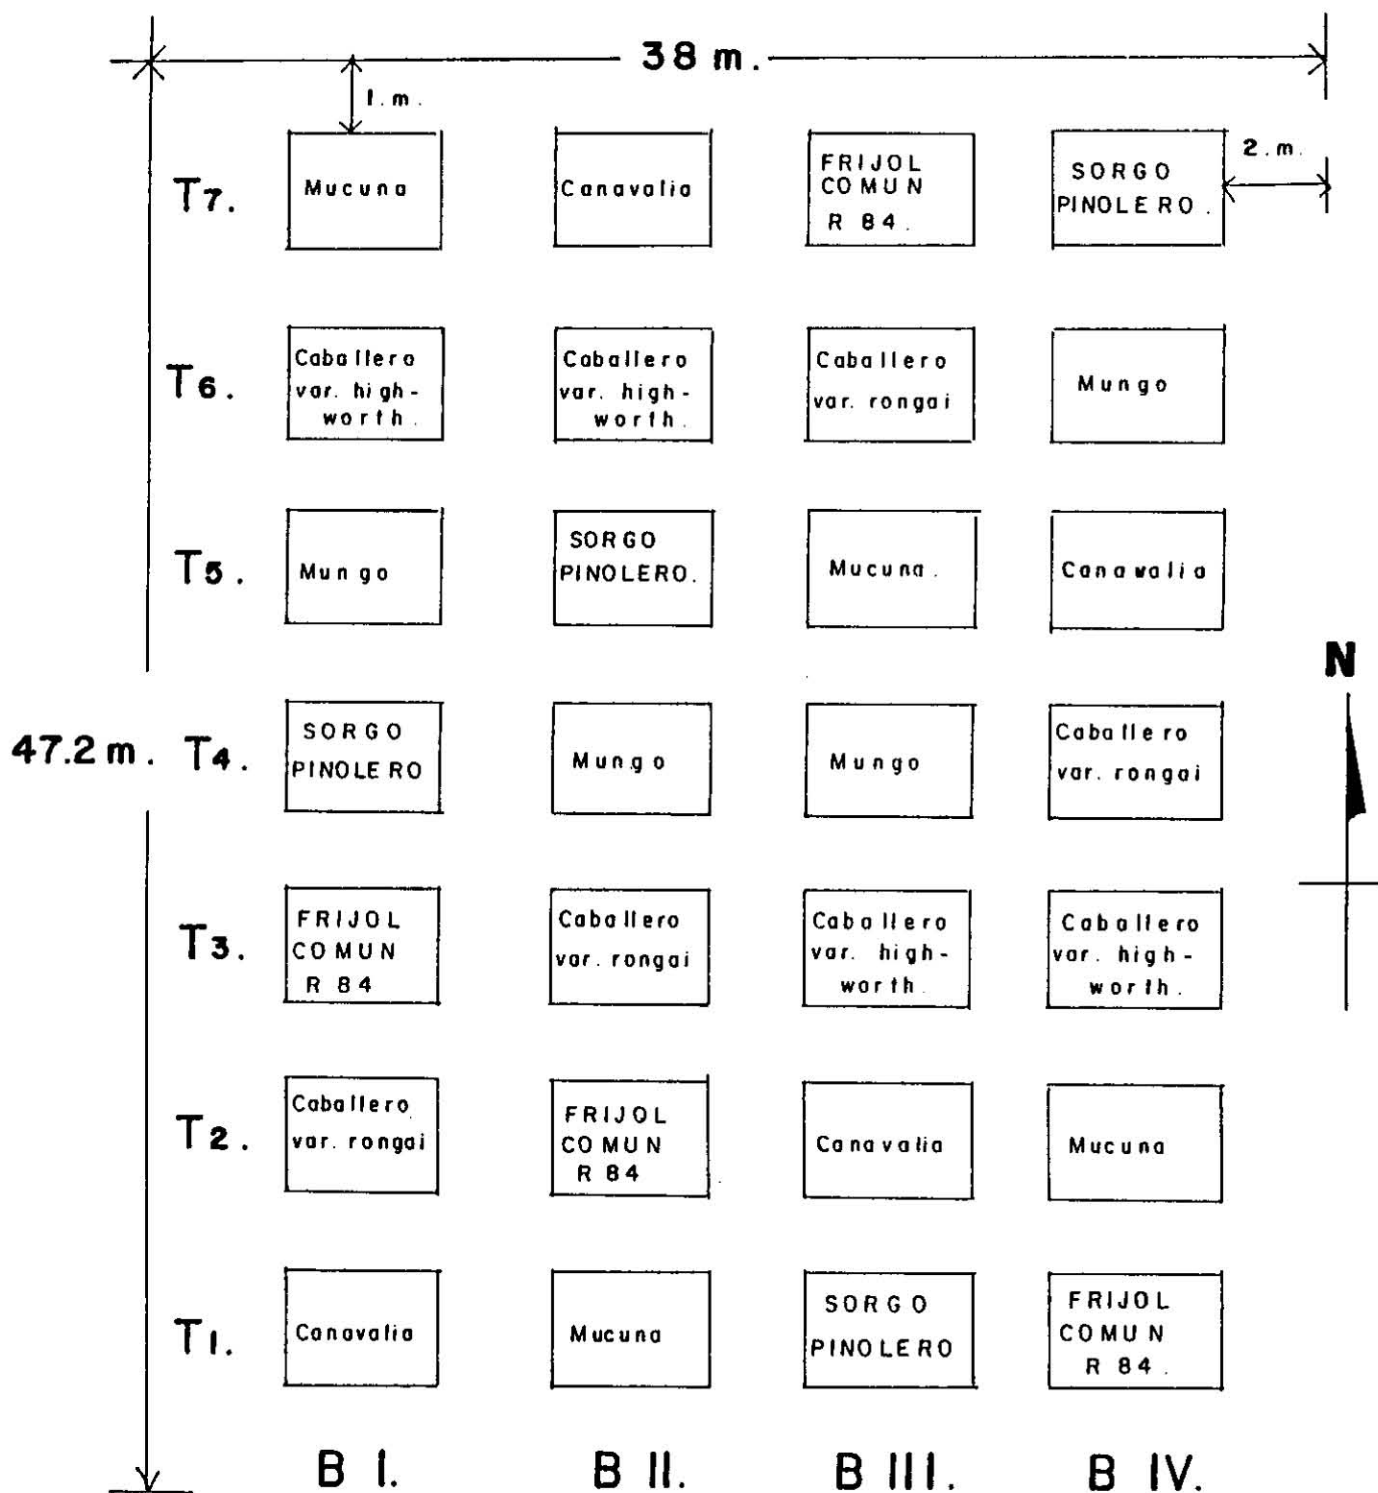 38 m.
1. m.
2. m.
T7.
Mucuna
Canavalia
FRIJOL
COMUN
R 84.
SORGO
PINOLERO.
T6.
Caballero
var. high-
worth.
Caballero
var. high-
worth.
Caballero
var. rongai
Mungo
T5.
Mungo
SORGO
PINOLERO.
Mucuna.
Canavalia
N
47.2 m.
T4.
SORGO
PINOLERO
Mungo
Mungo
Caballero
var. rongai
T3.
FRIJOL
COMUN
R 84
Caballero
var. rongai
Caballero
var. high-
worth.
Caballero
var. high-
worth.
T2.
Caballero
var. rongai
FRIJOL
COMUN
R 84
Canavalia
Mucuna
T1.
Canavalia
Mucuna
SORGO
PINOLERO
FRIJOL
COMUN
R 84.
B I.
B II.
B III.
B IV.